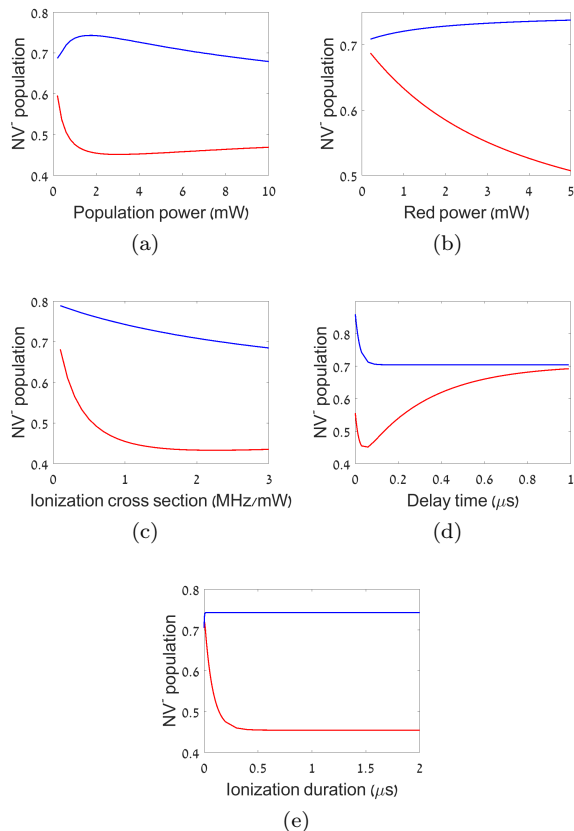 0.8
0.7
0.6
0.5
0.4
NV⁻ population
0 2 4 6 8 10
Population power (mW)
(a)
0.7
0.6
0.5
NV⁻ population
0 1 2 3 4 5
Red power (mW)
(b)
0.8
0.7
0.6
0.5
0.4
NV⁻ population
0 1 2 3
Ionization cross section (MHz/mW)
(c)
0.9
0.8
0.7
0.6
0.5
0.4
NV⁻ population
0 0.2 0.4 0.6 0.8 1
Delay time (μs)
(d)
0.8
0.7
0.6
0.5
0.4
NV⁻ population
0 0.5 1 1.5 2
Ionization duration (μs)
(e)